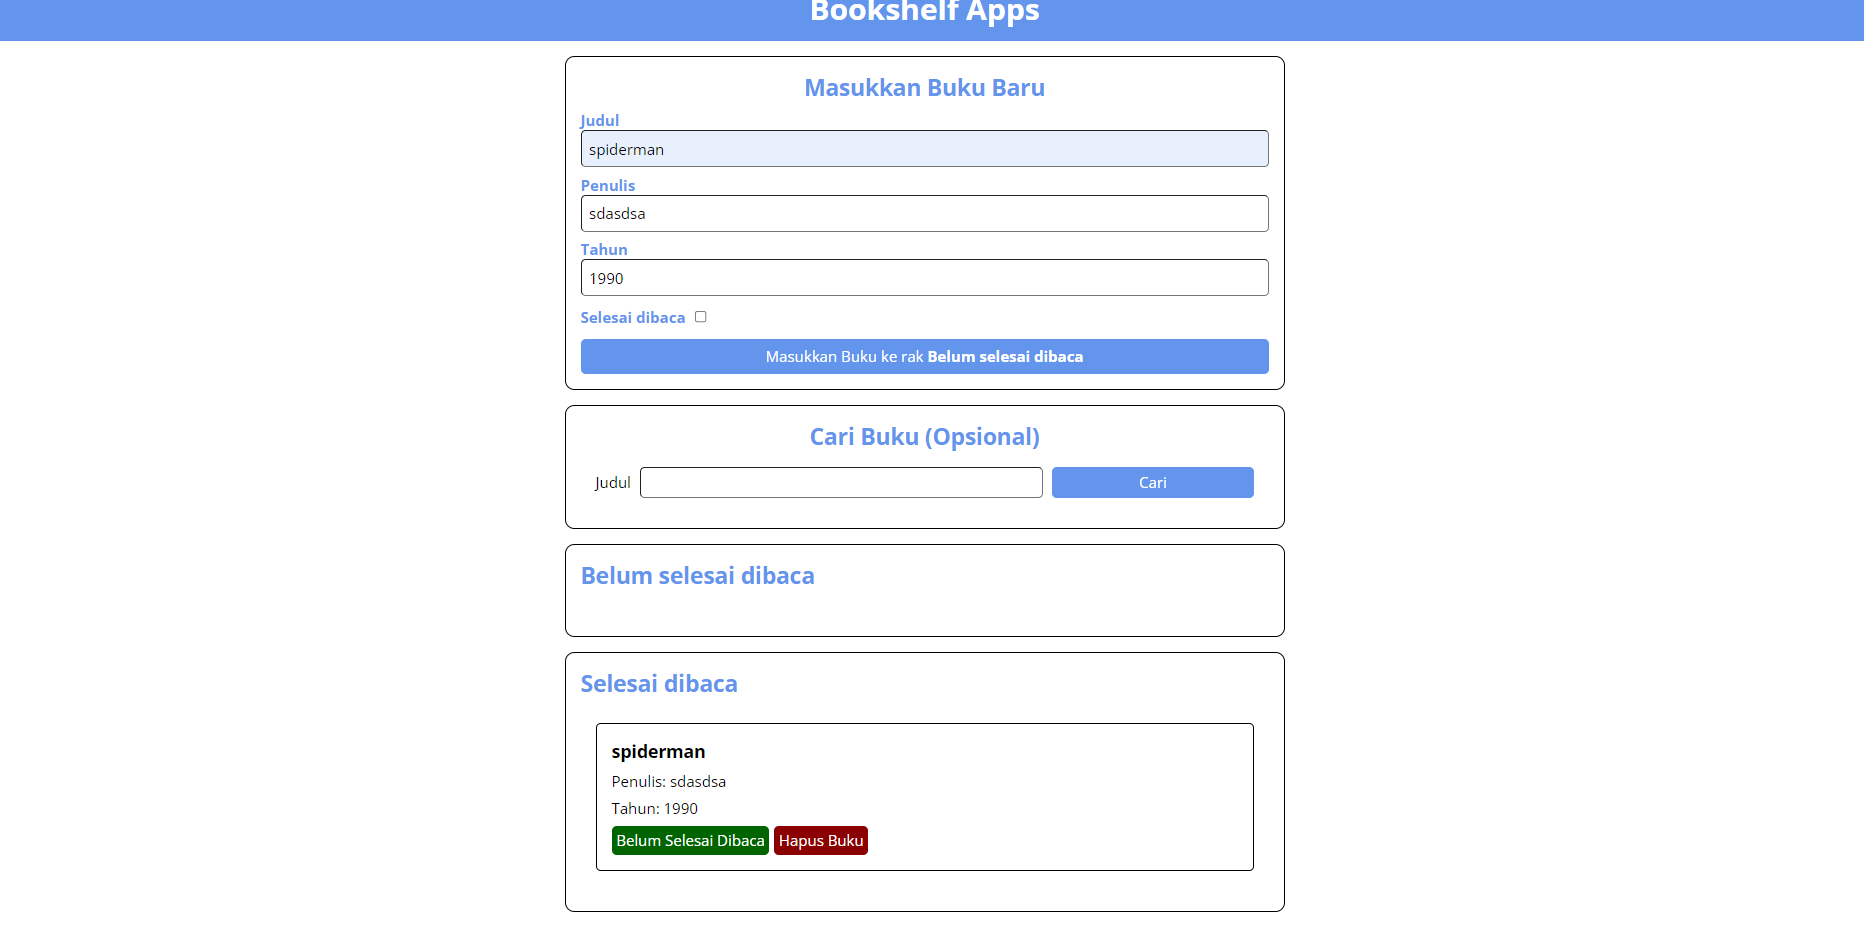 Bookshelf Apps
Masukkan Buku Baru
Judul
spiderman
Penulis
sdasdsa
Tahun
1990
Selesai dibaca
Masukkan Buku ke rak Belum selesai dibaca
Cari Buku (Opsional)
Judul
Cari
Belum selesai dibaca
Selesai dibaca
spiderman
Penulis: sdasdsa
Tahun: 1990
Belum Selesai Dibaca Hapus Buku